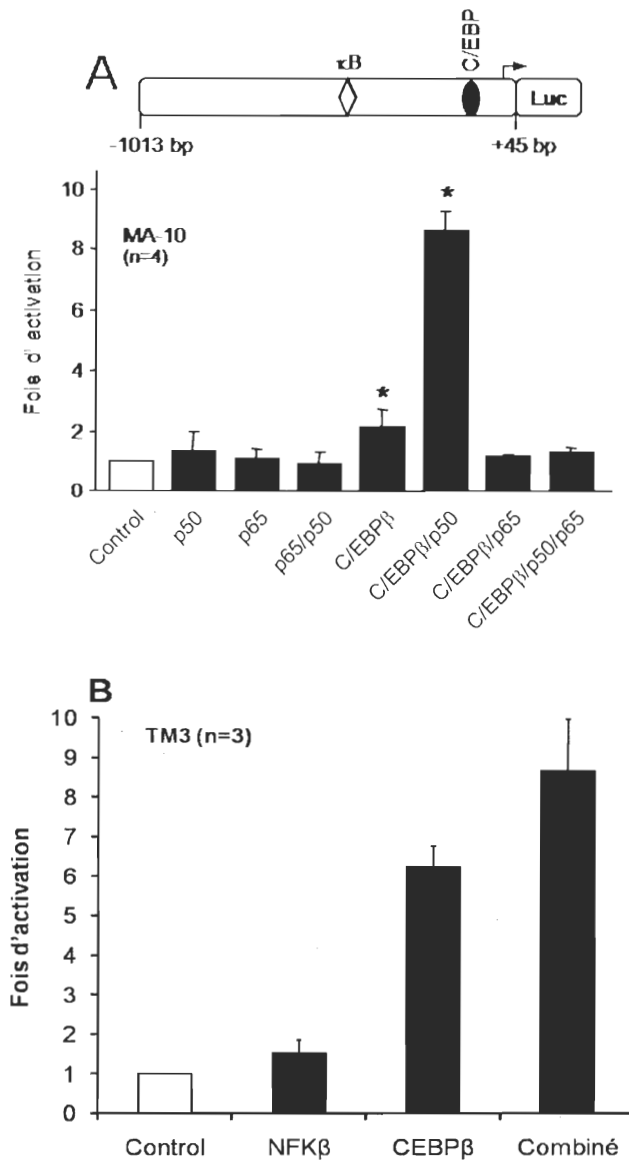 A
κB
C/EBP
Luc
-1013 bp
+45 bp
10
8
6
4
2
0
Fois d' activation
MA-10
(n=4)
*
*
Control
p50
p65
p65/p50
C/EBPβ
C/EBPβ/p50
C/EBPβ/p65
C/EBPβ/p50/p65
B
10
9
8
7
6
5
4
3
2
1
0
Fois d'activation
TM3 (n=3)
Control
NFKβ
CEBPβ
Combiné